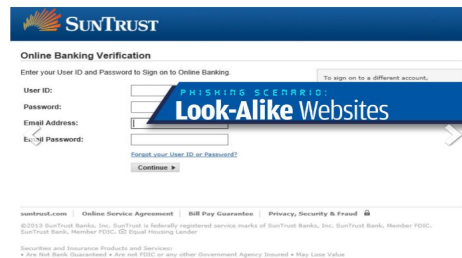 SUNTRUST
Online Banking Verification
Enter your User ID and Password to Sign on to Online Banking.
To sign on to a different account,
User ID:
PHISHING SCENARIO:
Look-Alike Websites
Password:
Email Address:
Email Password:
Forgot your User ID or Password?
Continue
suntrust.com | Online Service Agreement | Bill Pay Guarantee | Privacy, Security & Fraud
©2013 SunTrust Banks, Inc. SunTrust is federally registered service marks of SunTrust Banks, Inc. SunTrust Bank, Member FDIC.
SunTrust Bank, Member FDIC. Equal Housing Lender
Securities and Insurance Products and Services:
• Are Not Bank Guaranteed • Are not FDIC or any other Government Agency Insured • May Lose Value